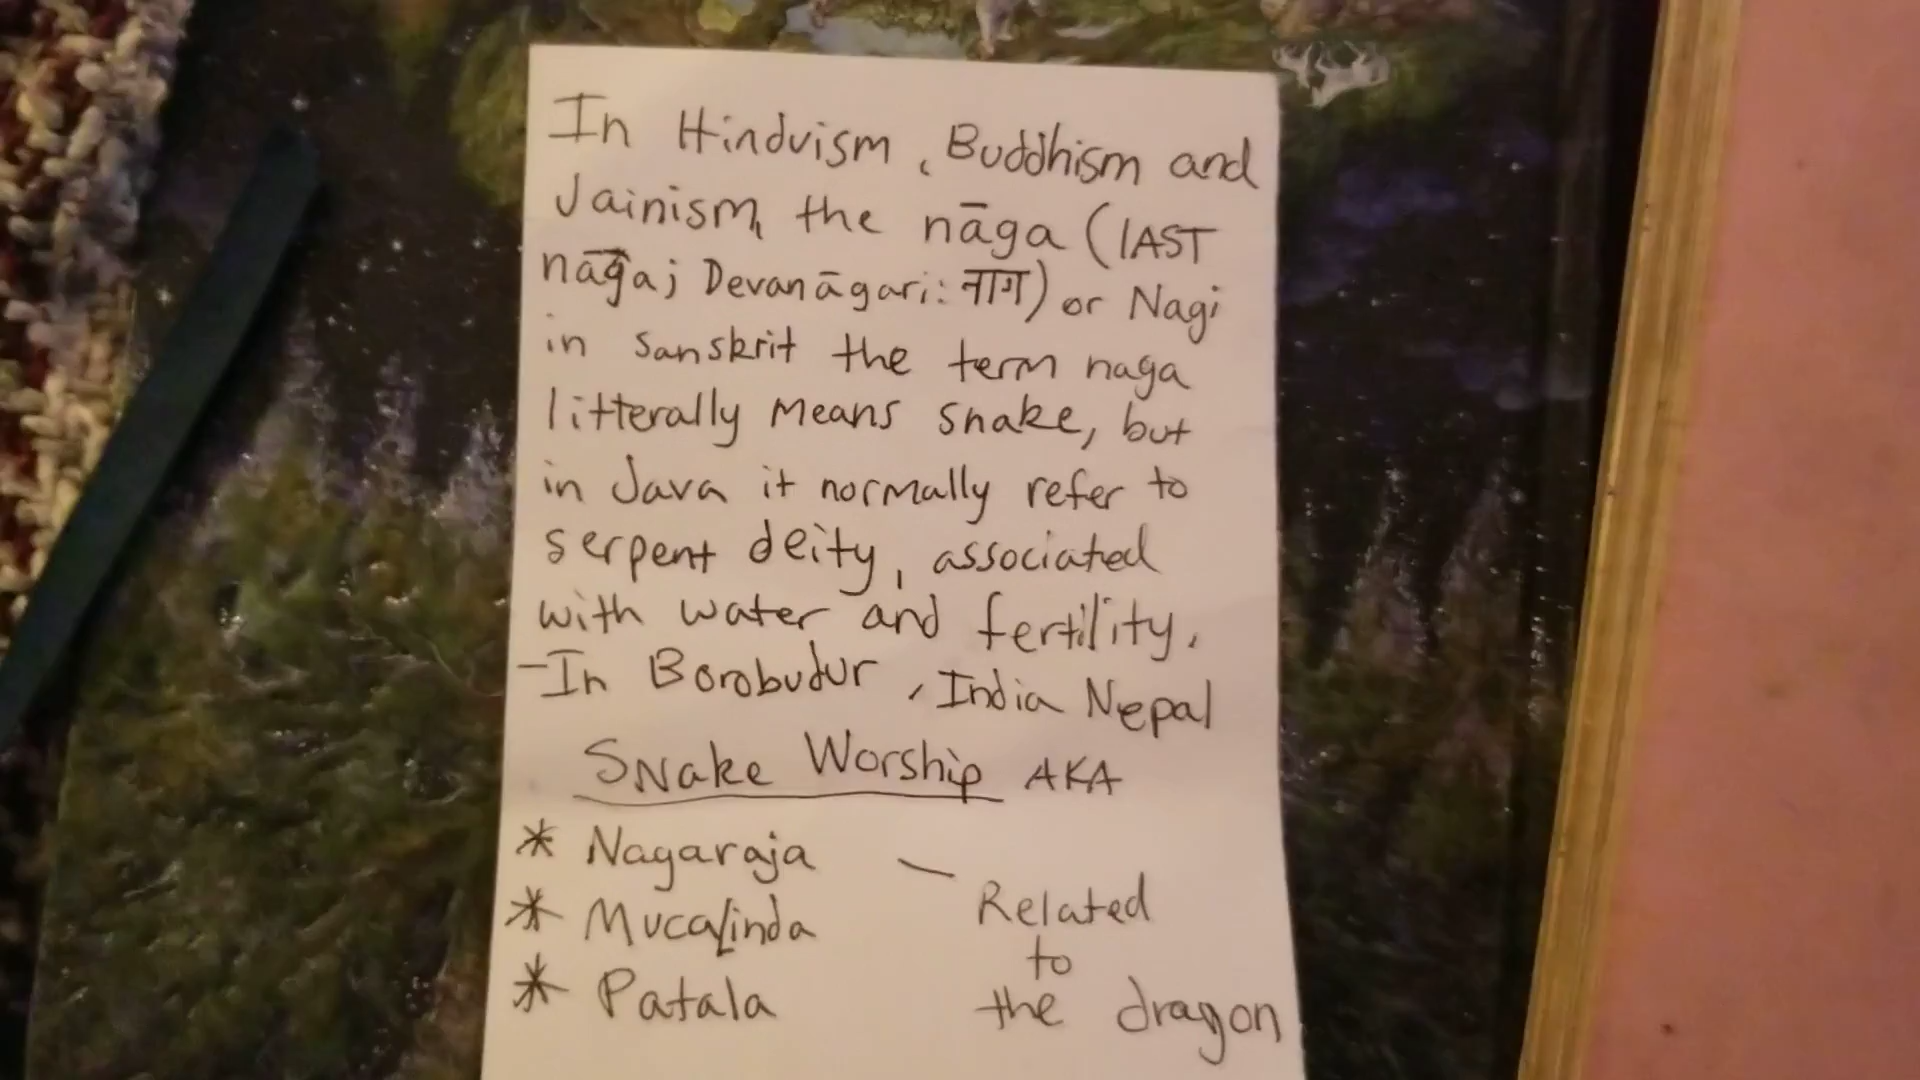 In Hinduism, Buddhism and
Jainism, the nāga (IAST
nāga; Devanāgari: नाग) or Nagi
in sanskrit the term naga
litterally means snake, but
in Java it normally refer to
serpent deity, associated
with water and fertility.
-In Borobudur, India Nepal
Snake Worship AKA
* Nagaraja -
* Mucalinda
* Patala
Related
to
the dragon